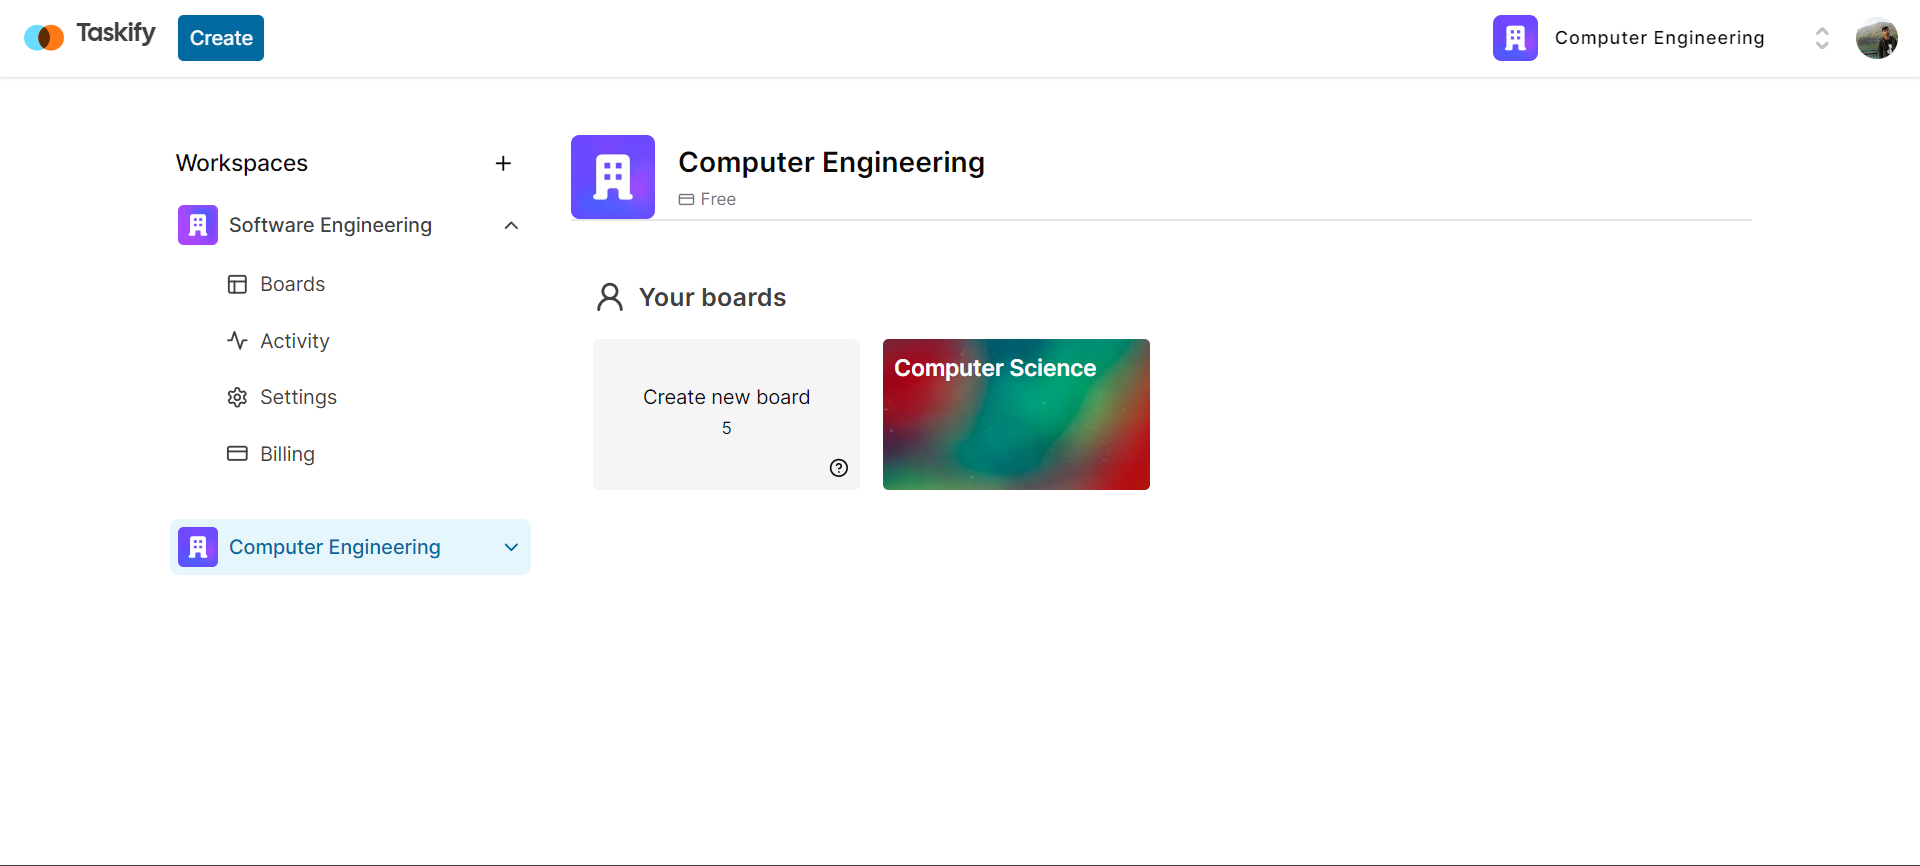 Taskify
Create
Computer Engineering
Workspaces
Software Engineering
Boards
Activity
Settings
Billing
Computer Engineering
Computer Engineering
Free
Your boards
Create new board
5
Computer Science